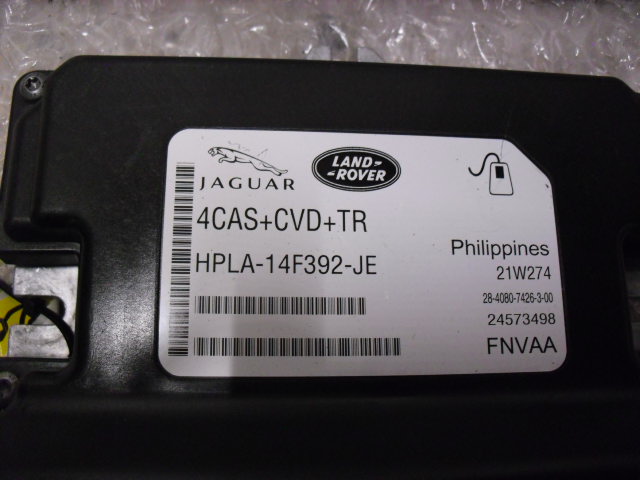 JAGUAR
LAND-
-ROVER
4CAS+CVD+TR
HPLA-14F392-JE
Philippines
21W274
28-4080-7426-3-00
24573498
FNVAA